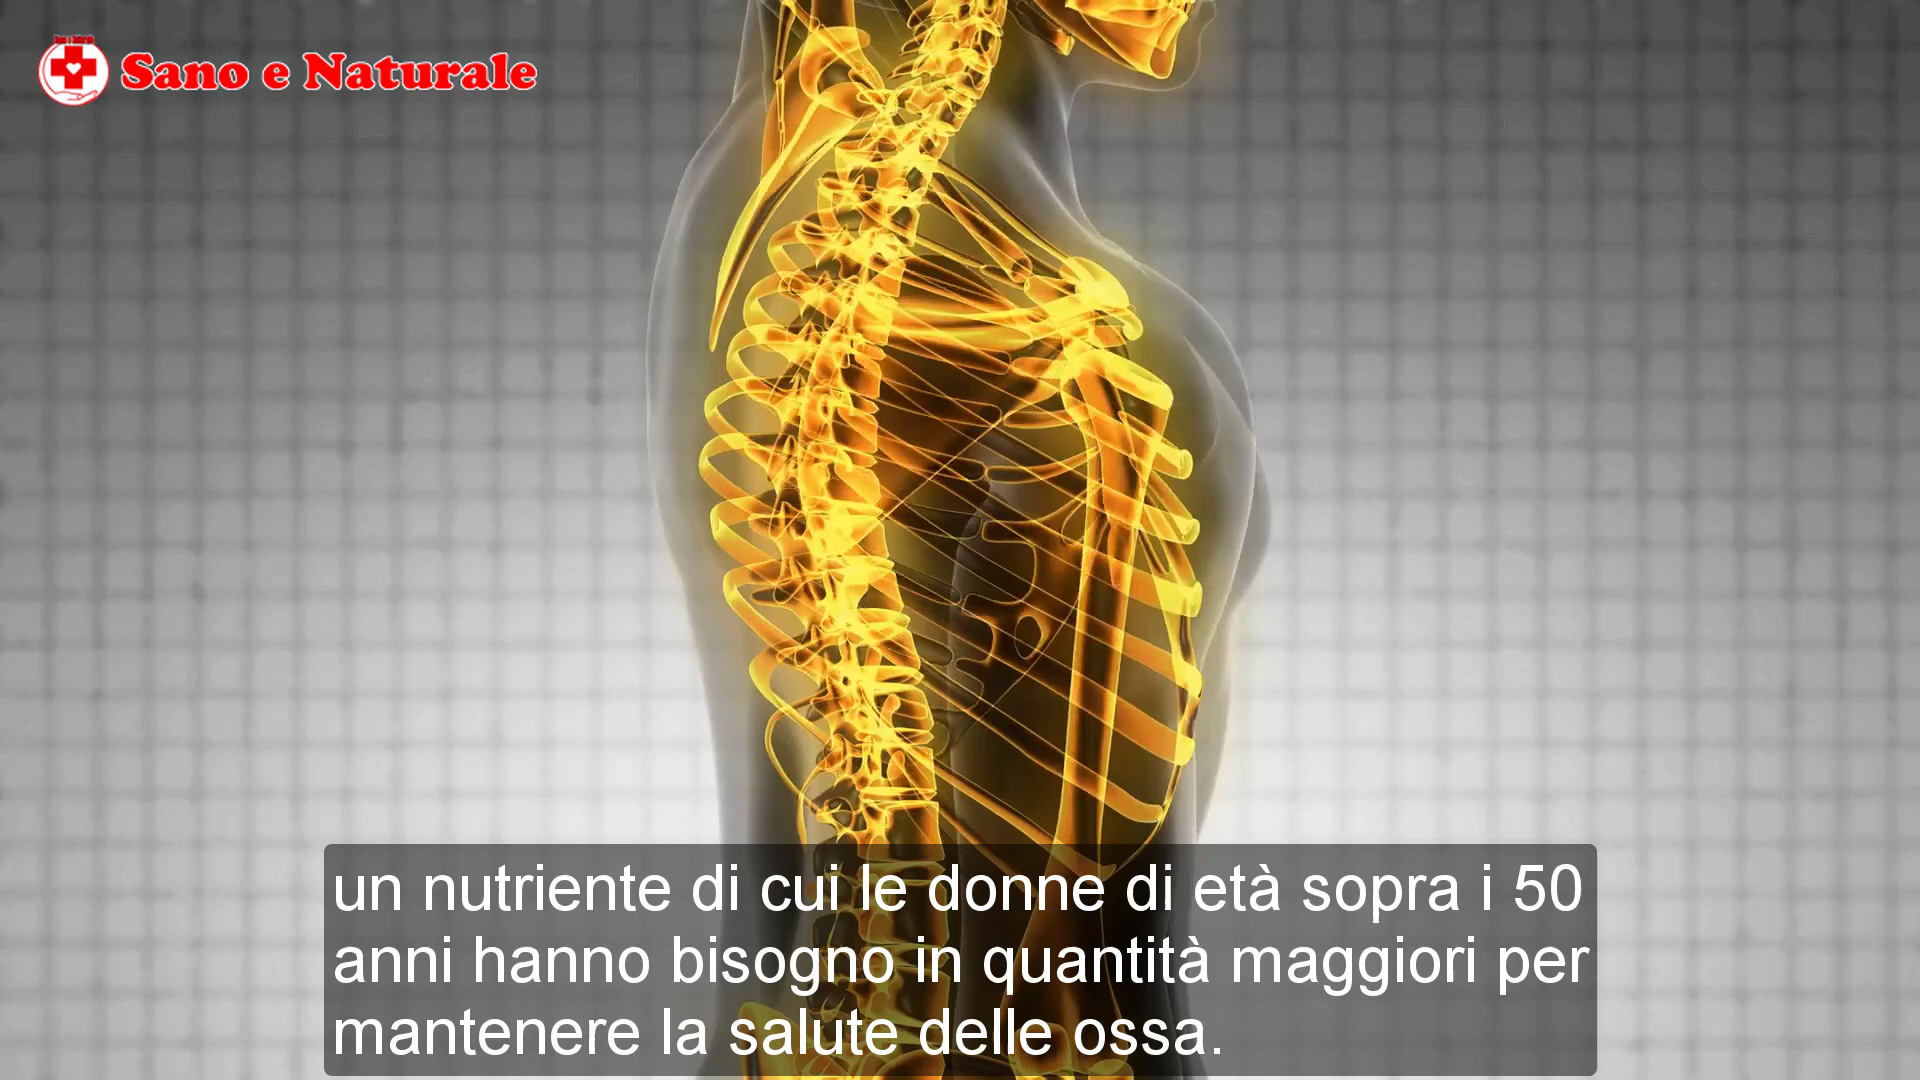 Sano e Naturale
un nutriente di cui le donne di età sopra i 50
anni hanno bisogno in quantità maggiori per
mantenere la salute delle ossa.